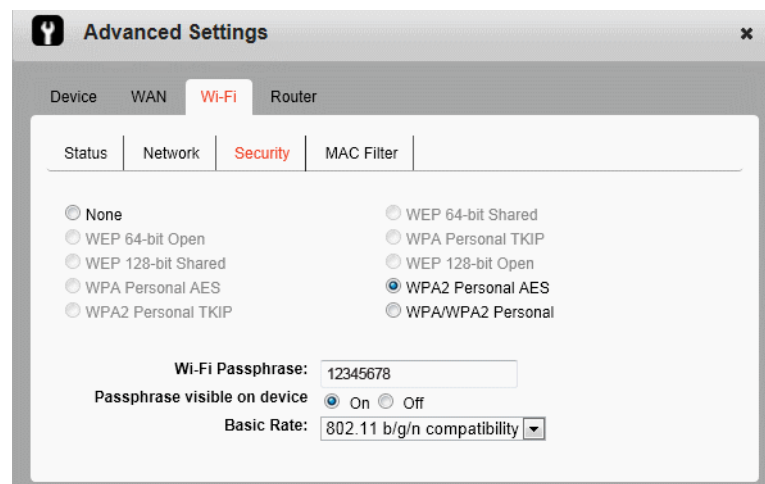 Advanced Settings
Device WAN Wi-Fi Router
Status Network Security MAC Filter
None WEP 64-bit Shared
WEP 64-bit Open WPA Personal TKIP
WEP 128-bit Shared WEP 128-bit Open
WPA Personal AES WPA2 Personal AES
WPA2 Personal TKIP WPA/WPA2 Personal
Wi-Fi Passphrase: 12345678
Passphrase visible on device On Off
Basic Rate: 802.11 b/g/n compatibility